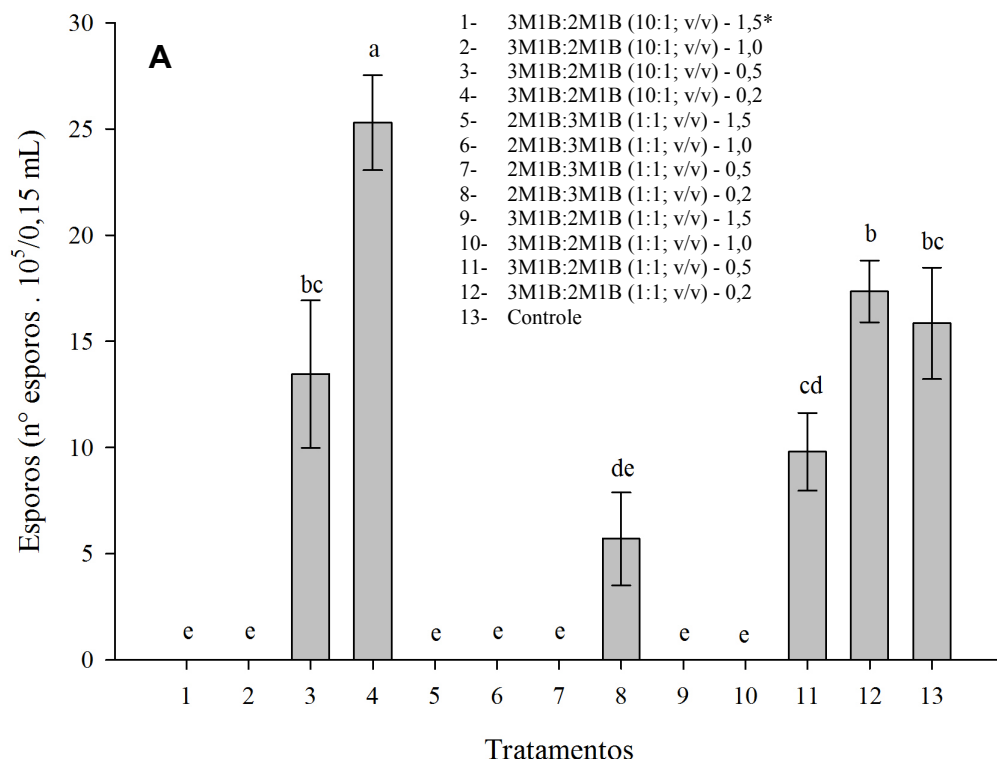 A
1- 3M1B:2M1B (10:1; v/v) - 1,5*
2- 3M1B:2M1B (10:1; v/v) - 1,0
3- 3M1B:2M1B (10:1; v/v) - 0,5
4- 3M1B:2M1B (10:1; v/v) - 0,2
5- 2M1B:3M1B (1:1; v/v) - 1,5
6- 2M1B:3M1B (1:1; v/v) - 1,0
7- 2M1B:3M1B (1:1; v/v) - 0,5
8- 2M1B:3M1B (1:1; v/v) - 0,2
9- 3M1B:2M1B (1:1; v/v) - 1,5
10- 3M1B:2M1B (1:1; v/v) - 1,0
11- 3M1B:2M1B (1:1; v/v) - 0,5
12- 3M1B:2M1B (1:1; v/v) - 0,2
13- Controle
Esporos (n° esporos . 10⁵/0,15 mL)
30
25
20
15
10
5
0
e e bc a e e e de e e cd b bc
1 2 3 4 5 6 7 8 9 10 11 12 13
Tratamentos